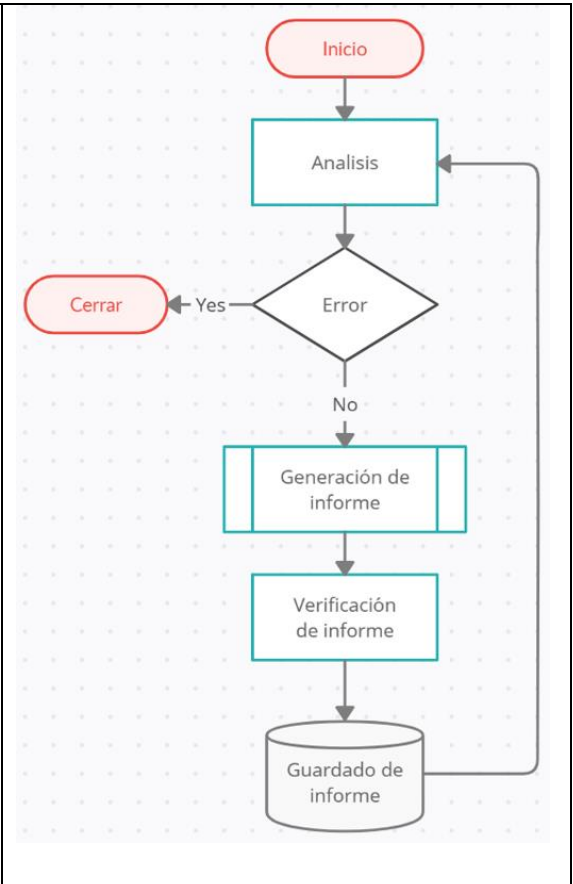 Inicio
Analisis
Error
Yes
Cerrar
No
Generación de
informe
Verificación
de informe
Guardado de
informe